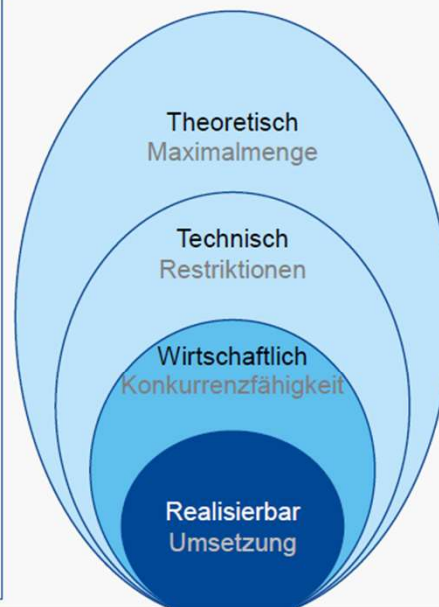 Theoretisch
Maximalmenge
Technisch
Restriktionen
Wirtschaftlich
Konkurrenzfähigkeit
Realisierbar
Umsetzung